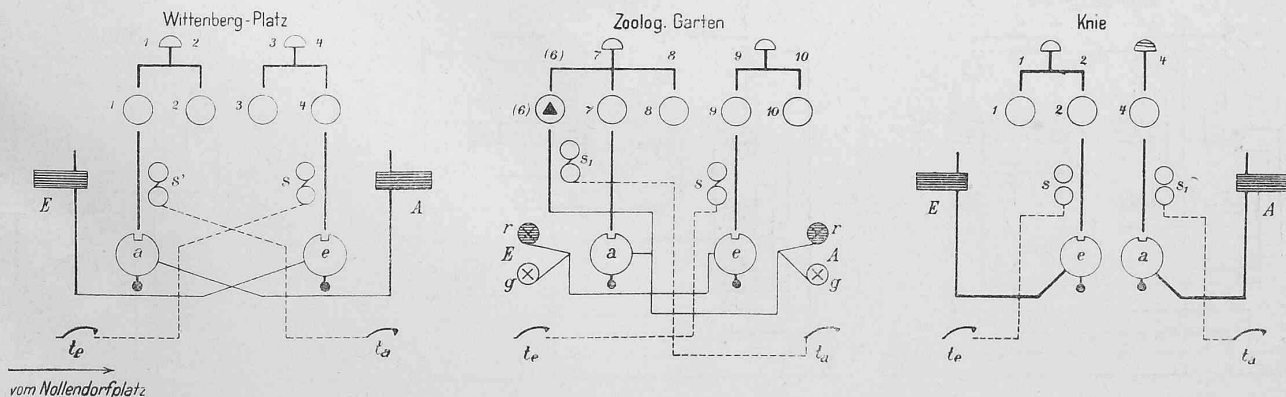 Wittenberg-Platz
1 2 3 4
1 2 3 4
E s' s A
a e
te ta
vom Nollendorfplatz
Zoolog. Garten
(6) 7 8 9 10
(6) 7 8 9 10
s1 s
r r
E a e A
g g
te ta
Knie
1 2 4
1 2 4
E s s1 A
e a
te ta